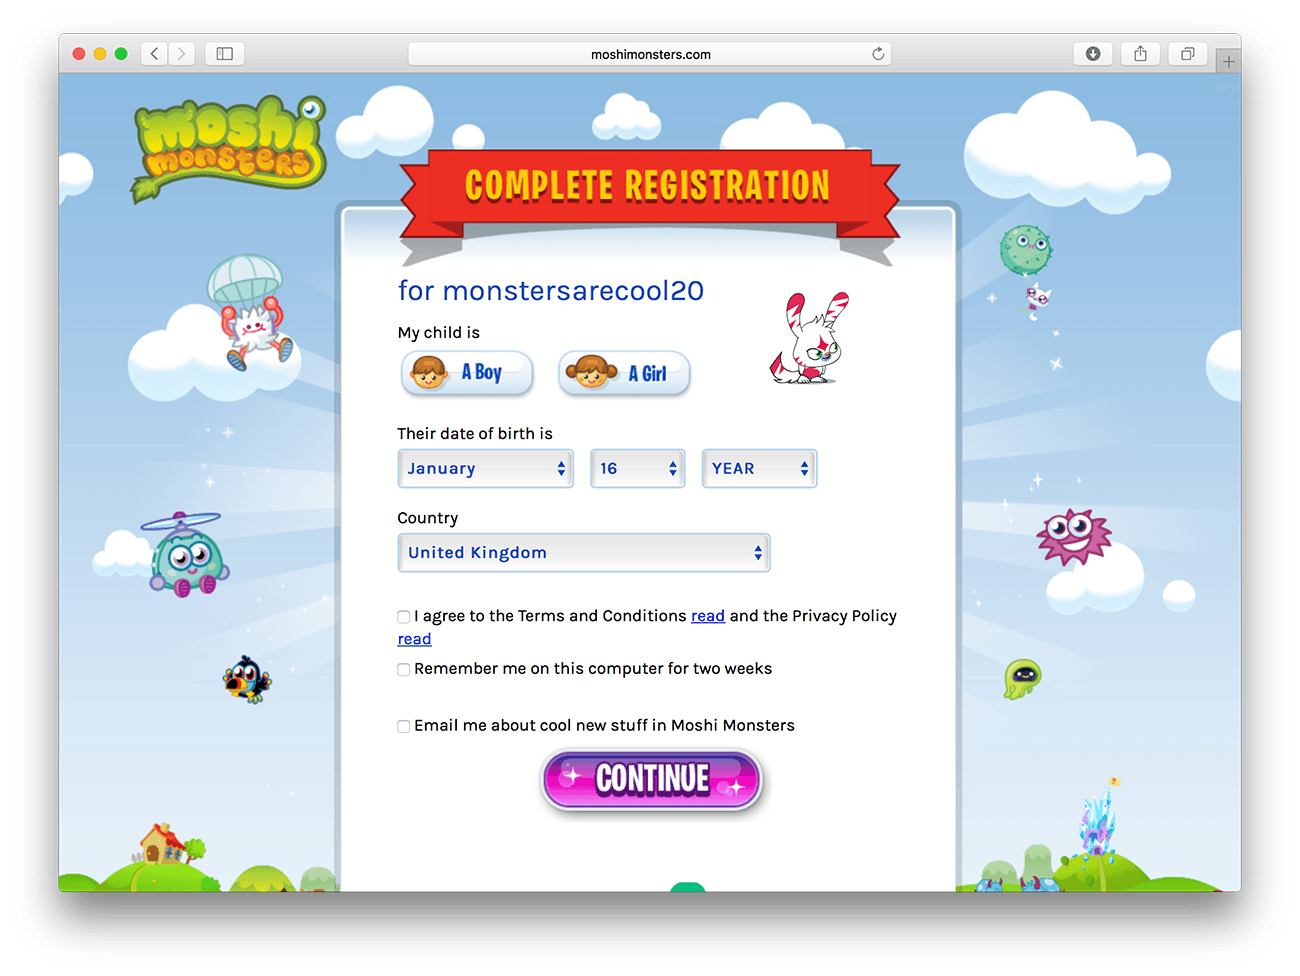 moshimonsters.com
moshi
monsters
COMPLETE REGISTRATION
for monstersarecool20
My child is
A Boy
A Girl
Their date of birth is
January
16
YEAR
Country
United Kingdom
I agree to the Terms and Conditions read and the Privacy Policy
read
Remember me on this computer for two weeks
Email me about cool new stuff in Moshi Monsters
CONTINUE